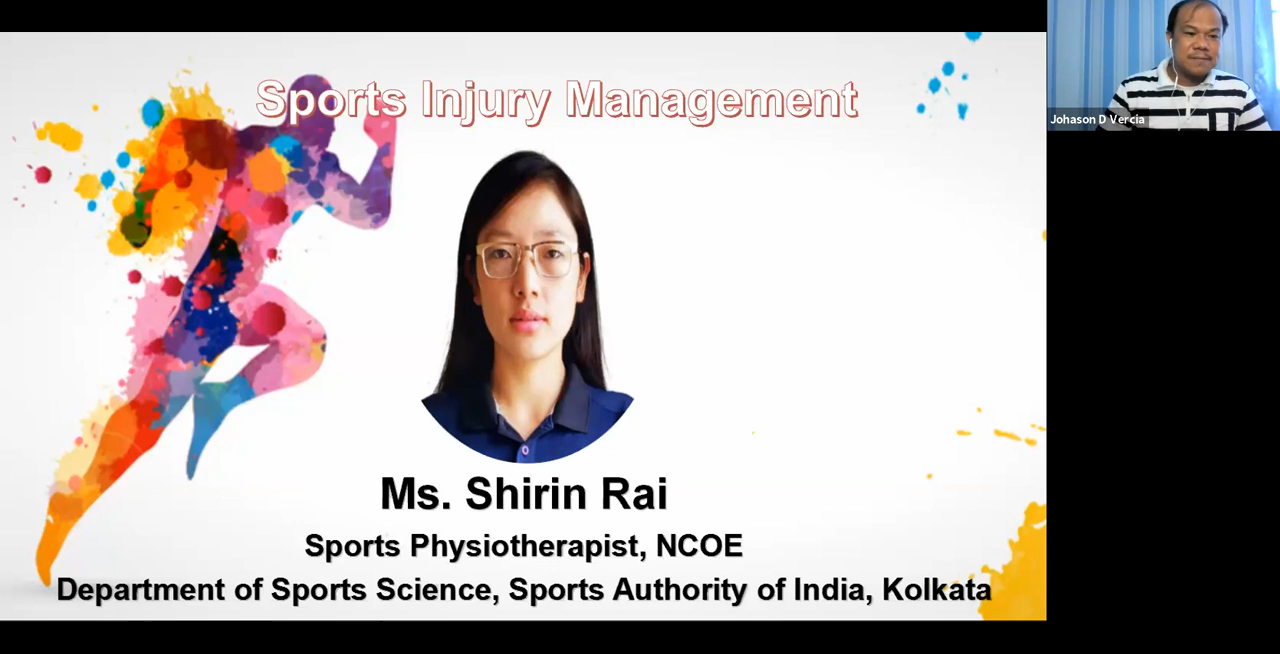 Sports Injury Management
Johason D Vercia
Ms. Shirin Rai
Sports Physiotherapist, NCOE
Department of Sports Science, Sports Authority of India, Kolkata